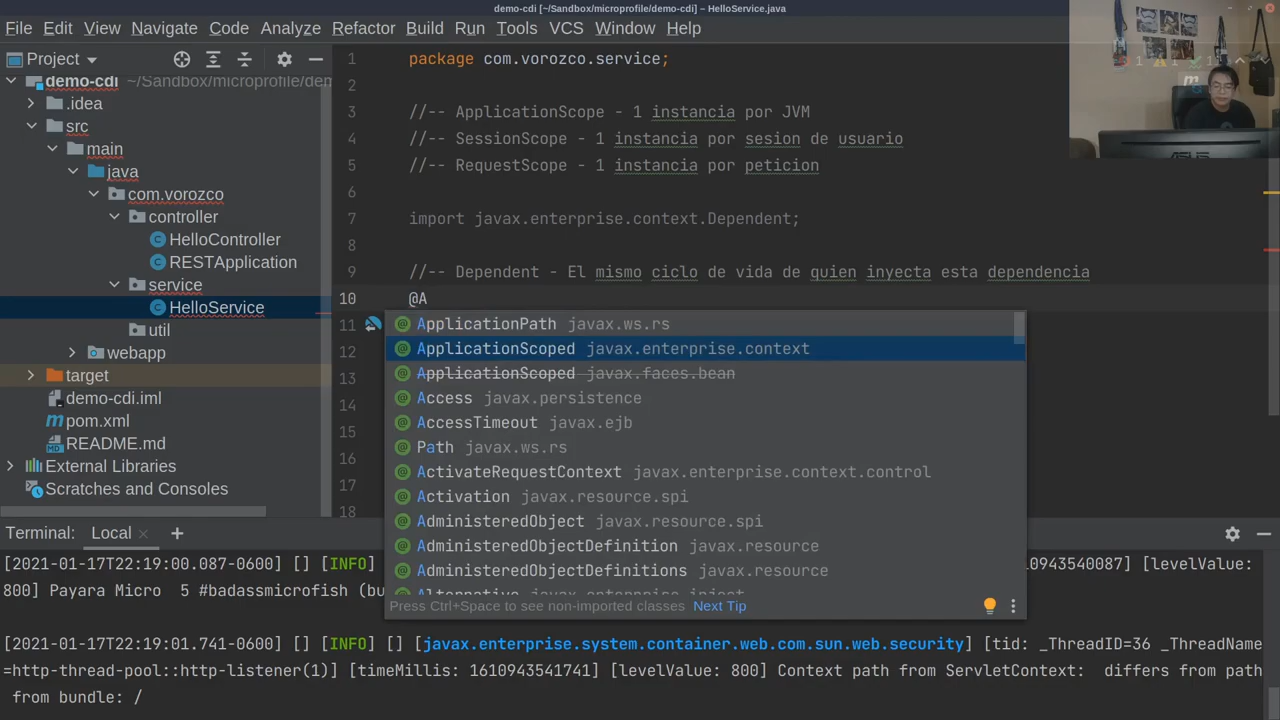 demo-cdi [~/Sandbox/microprofile/demo-cdi] – HelloService.java
File Edit View Navigate Code Analyze Refactor Build Run Tools VCS Window Help
Project
demo-cdi ~/Sandbox/microprofile/dem
.idea
src
main
java
com.vorozco
controller
HelloController
RESTApplication
service
HelloService
util
webapp
target
demo-cdi.iml
pom.xml
README.md
External Libraries
Scratches and Consoles
1 package com.vorozco.service;
2
3 //-- ApplicationScope - 1 instancia por JVM
4 //-- SessionScope - 1 instancia por sesion de usuario
5 //-- RequestScope - 1 instancia por peticion
6
7 import javax.enterprise.context.Dependent;
8
9 //-- Dependent - El mismo ciclo de vida de quien inyecta esta dependencia
10 @A
11
12
13
14
15
16
17
18
ApplicationPath javax.ws.rs
ApplicationScoped javax.enterprise.context
ApplicationScoped javax.faces.bean
Access javax.persistence
AccessTimeout javax.ejb
Path javax.ws.rs
ActivateRequestContext javax.enterprise.context.control
Activation javax.resource.spi
AdministeredObject javax.resource.spi
AdministeredObjectDefinition javax.resource
AdministeredObjectDefinitions javax.resource
Alternative javax.enterprise.inject
Press Ctrl+Space to see non-imported classes Next Tip
ASUS
Terminal: Local +
[2021-01-17T22:19:00.087-0600] [] [INFO] 10943540087] [levelValue:
800] Payara Micro 5 #badassmicrofish (bu
[2021-01-17T22:19:01.741-0600] [] [INFO] [] [javax.enterprise.system.container.web.com.sun.web.security] [tid: _ThreadID=36 _ThreadName
=http-thread-pool::http-listener(1)] [timeMillis: 1610943541741] [levelValue: 800] Context path from ServletContext: differs from path
from bundle: /